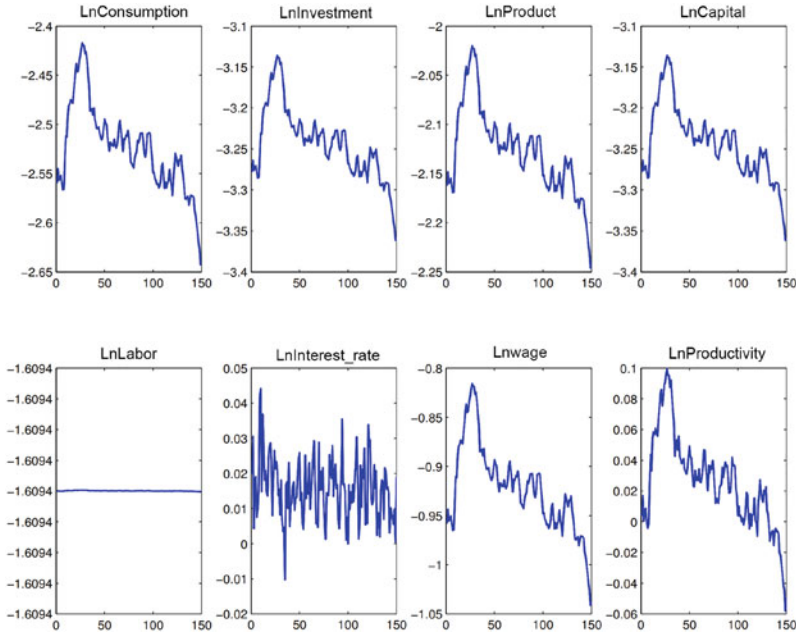 LnConsumption LnInvestment LnProduct LnCapital
−2.4 −3.1 −2 −3.1
−2.45 −3.15 −2.05 −3.15
−2.5 −3.2 −2.1 −3.2
−3.25 −3.25
−2.55 −2.15
−3.3 −3.3
−2.6 −3.35 −2.2 −3.35
−2.65 −3.4 −2.25 −3.4
0 50 100 150 0 50 100 150 0 50 100 150 0 50 100 150
LnLabor LnInterest_rate Lnwage LnProductivity
−1.6094 0.05 −0.8 0.1
−1.6094 0.04 −0.85 0.08
−1.6094 0.03 0.06
−0.9
−1.6094 0.02 0.04
−1.6094 0.01 −0.95 0.02
−1.6094 0 0
−1 −0.02
−1.6094 −0.01 −0.04
−1.6094 −0.02 −1.05 −0.06
0 50 100 150 0 50 100 150 0 50 100 150 0 50 100 150